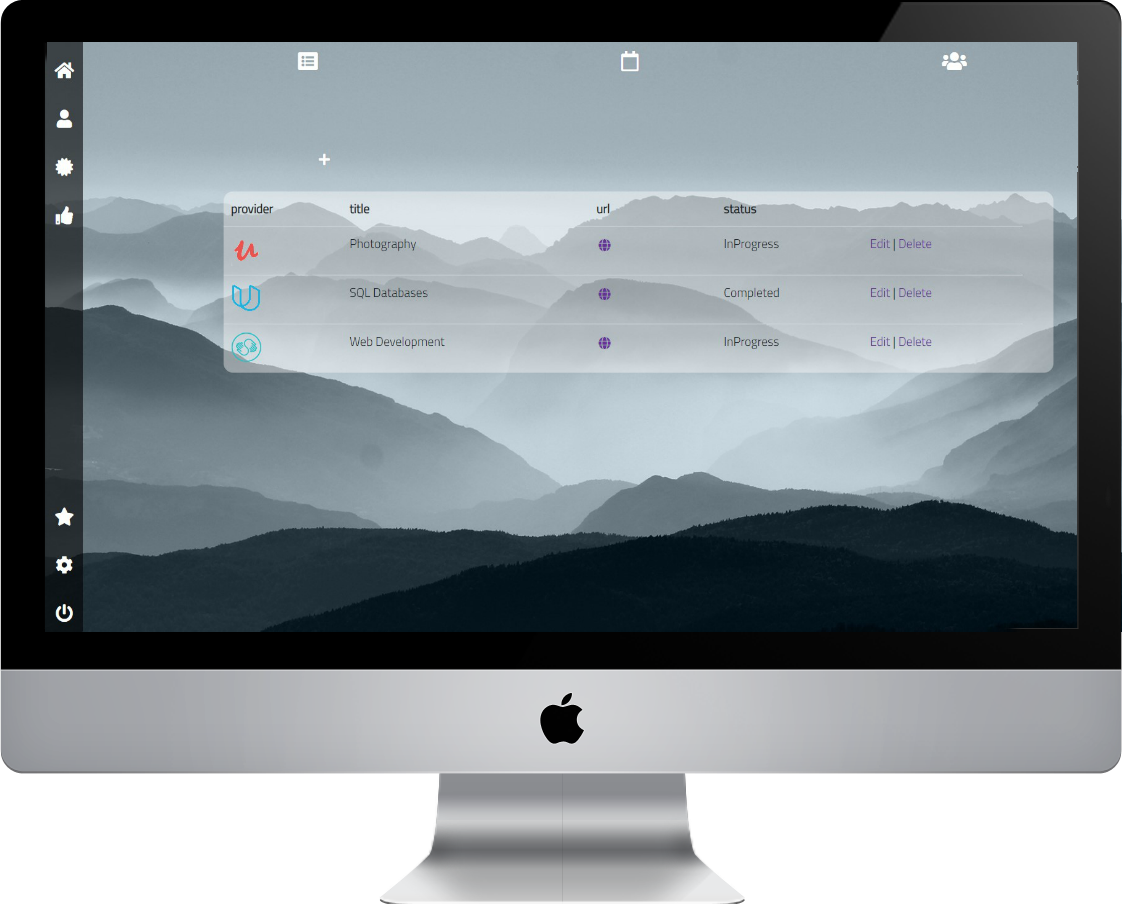 provider title url status
Photography InProgress Edit | Delete
SQL Databases Completed Edit | Delete
Web Development InProgress Edit | Delete